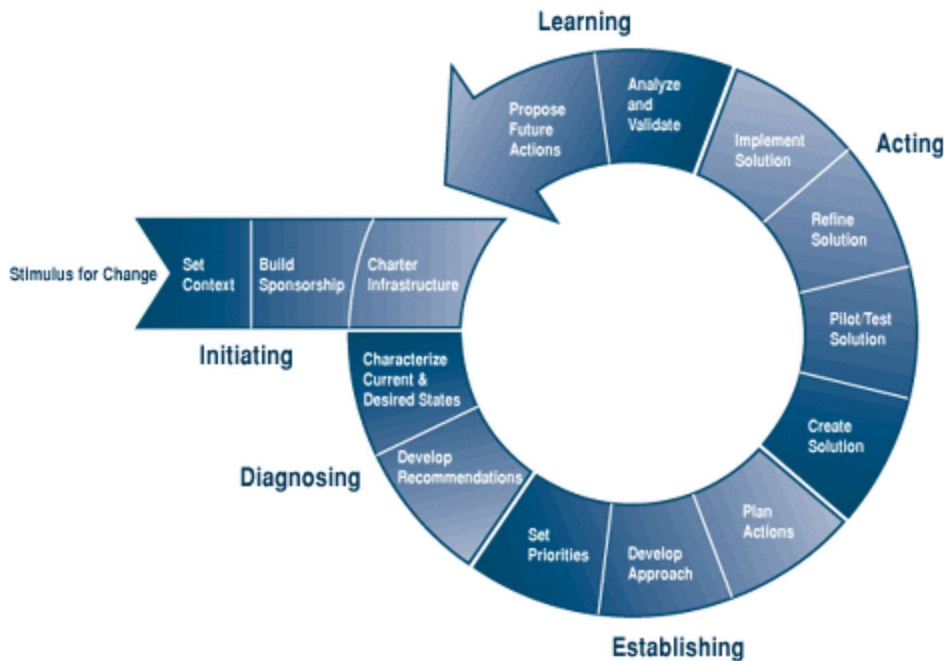 Learning
Analyze
and
Validate
Propose
Future
Actions
Implement
Solution
Acting
Refine
Solution
Stimulus for Change
Set
Context
Build
Sponsorship
Charter
Infrastructure
Pilot/Test
Solution
Initiating
Characterize
Current &
Desired States
Create
Solution
Diagnosing
Develop
Recommendations
Set
Priorities
Develop
Approach
Plan
Actions
Establishing